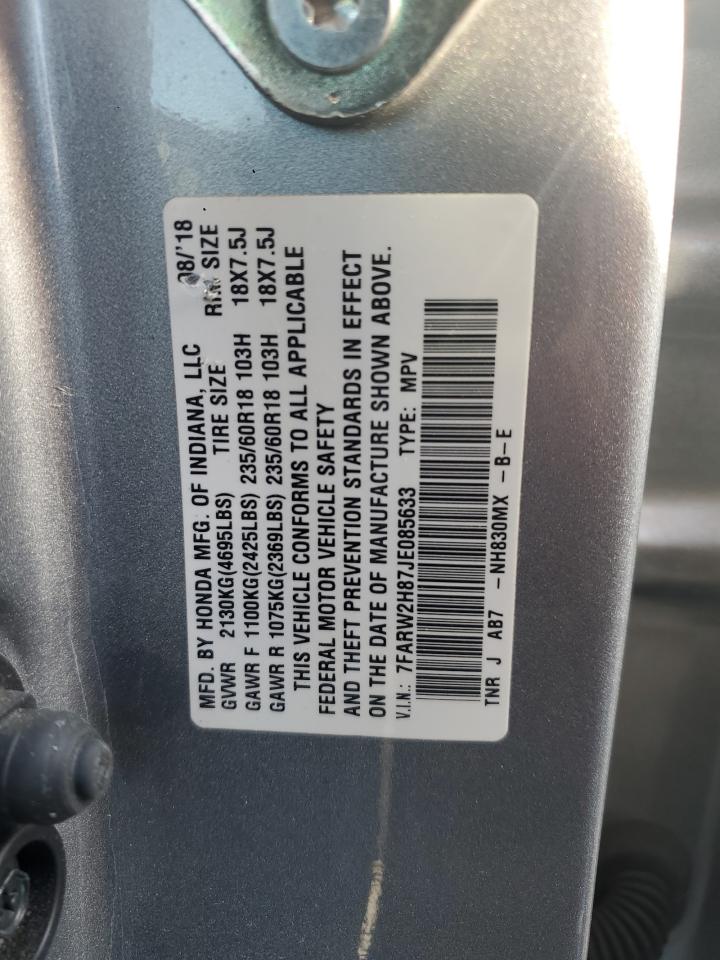 MFD. BY HONDA MFG. OF INDIANA, LLC 08/'18
GVWR 2130KG(4695LBS) TIRE SIZE RIM SIZE
GAWR F 1100KG(2425LBS) 235/60R18 103H 18X7.5J
GAWR R 1075KG(2369LBS) 235/60R18 103H 18X7.5J
THIS VEHICLE CONFORMS TO ALL APPLICABLE
FEDERAL MOTOR VEHICLE SAFETY
AND THEFT PREVENTION STANDARDS IN EFFECT
ON THE DATE OF MANUFACTURE SHOWN ABOVE.
V.I.N.: 7FARW2H87JE085633 TYPE: MPV
TNR J AB7 -NH830MX -B-E